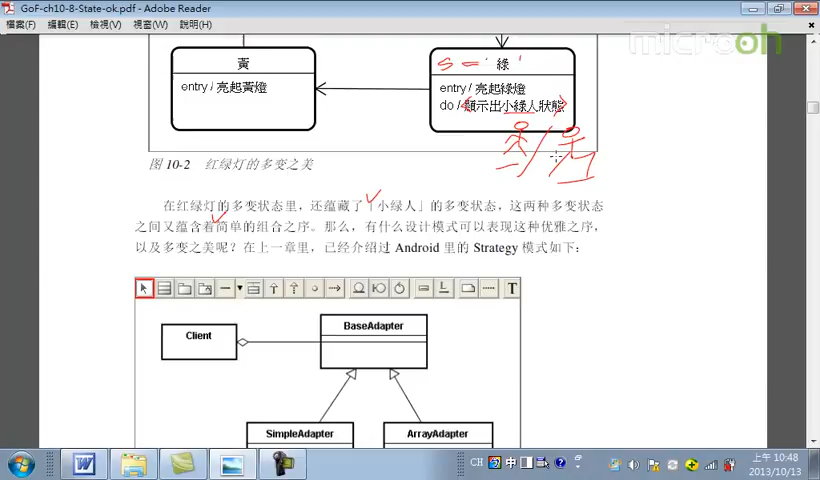 GoF-ch10-8-State-ok.pdf - Adobe Reader
檔案(F) 編輯(E) 檢視(V) 視窗(W) 說明(H)
microoh
黃
entry / 亮起黃燈
S = '綠'
entry / 亮起綠燈
do / 顯示出小綠人狀態
图 10-2 红绿灯的多变之美
在红绿灯的多变状态里，还蕴藏了「小绿人」的多变状态，这两种多变状态
之间又蕴含着简单的组合之序。那么，有什么设计模式可以表现这种优雅之序，
以及多变之美呢？在上一章里，已经介绍过 Android 里的 Strategy 模式如下：
T
Client
BaseAdapter
SimpleAdapter
ArrayAdapter
CH 中
上午 10:48
2013/10/13